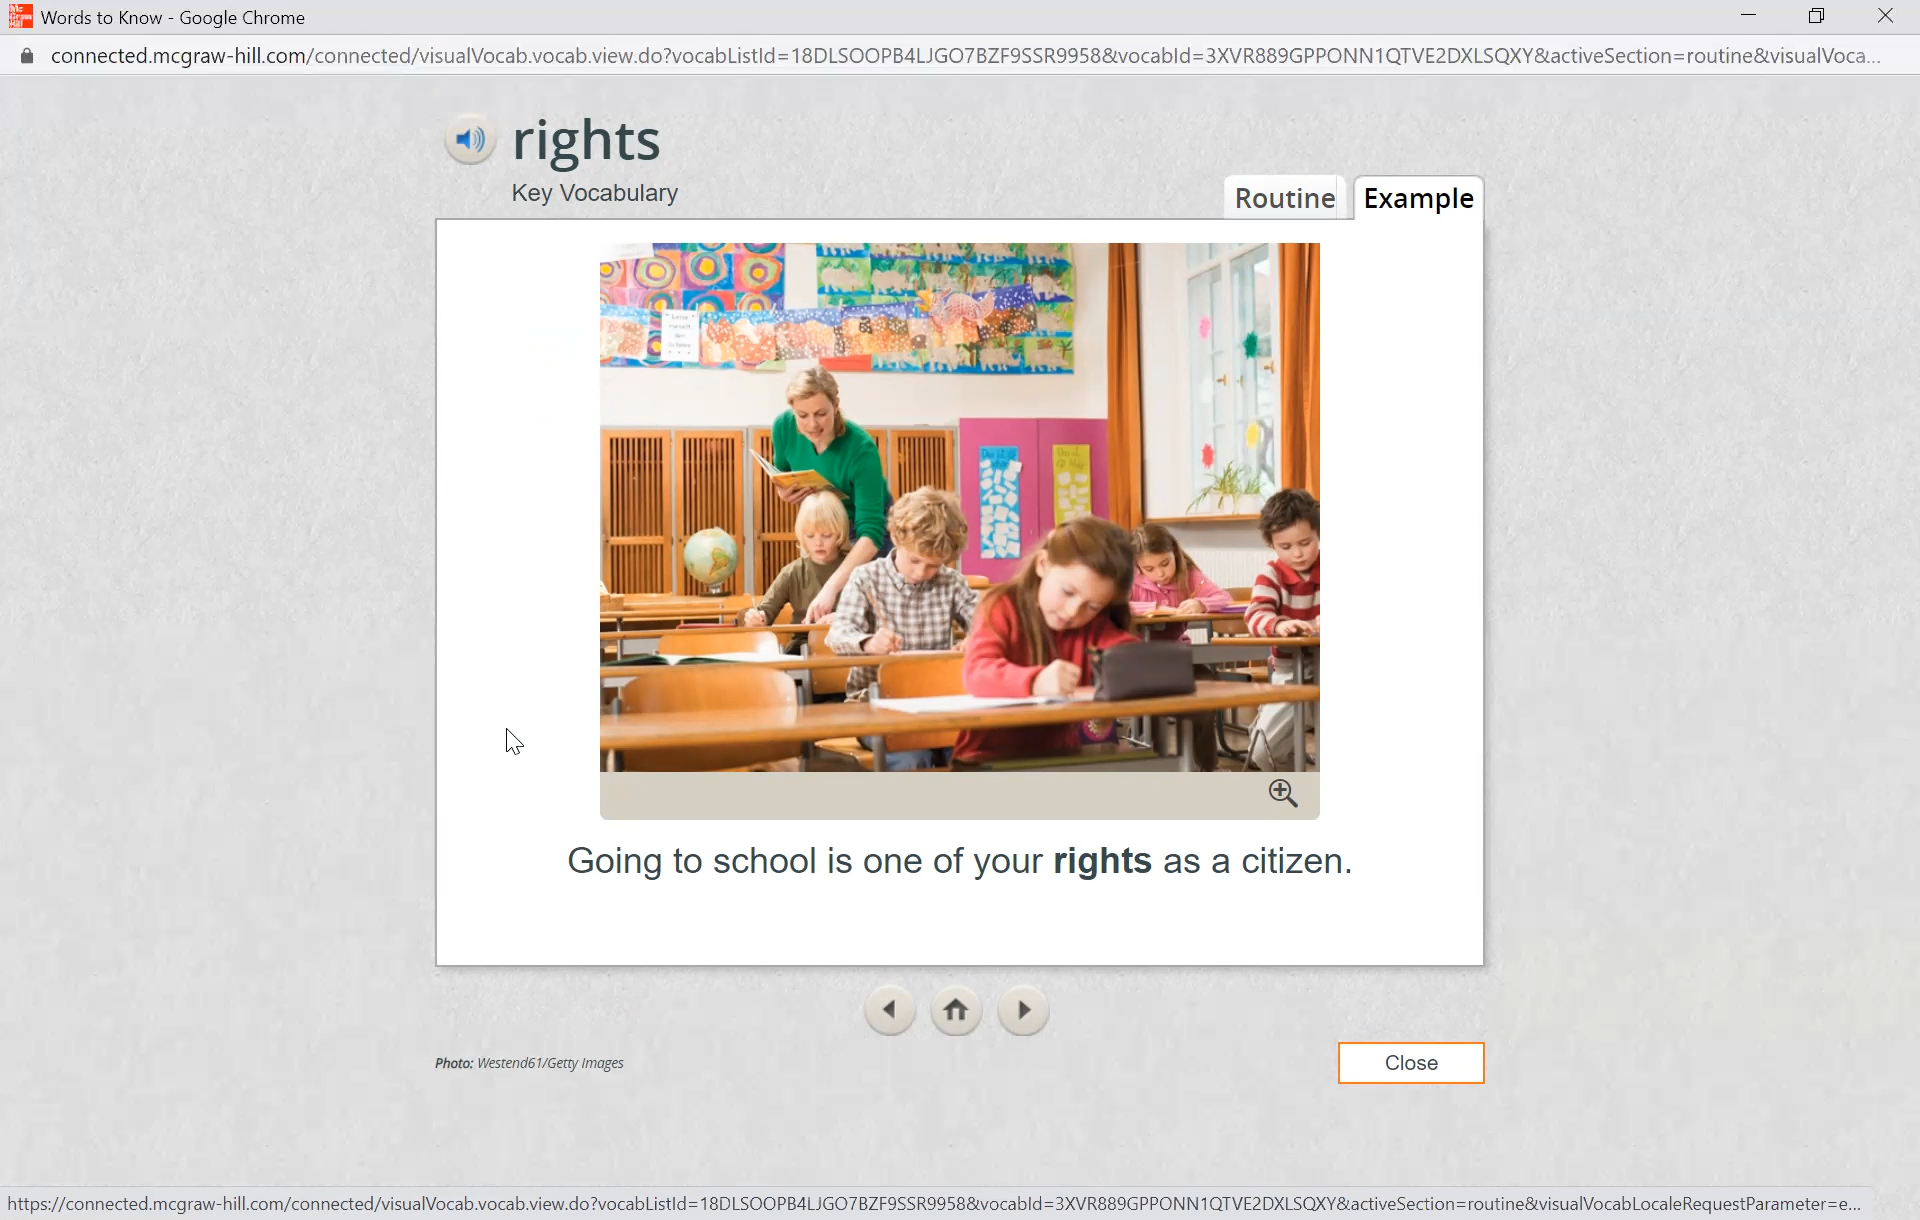 Words to Know - Google Chrome
connected.mcgraw-hill.com/connected/visualVocab.vocab.view.do?vocabListId=18DLSOOPB4LJGO7BZF9SSR9958&vocabId=3XVR889GPPONN1QTVE2DXLSQXY&activeSection=routine&visualVoca...
rights
Key Vocabulary
Routine
Example
Going to school is one of your rights as a citizen.
Photo: Westend61/Getty Images
Close
https://connected.mcgraw-hill.com/connected/visualVocab.vocab.view.do?vocabListId=18DLSOOPB4LJGO7BZF9SSR9958&vocabId=3XVR889GPPONN1QTVE2DXLSQXY&activeSection=routine&visualVocabLocaleRequestParameter=e...